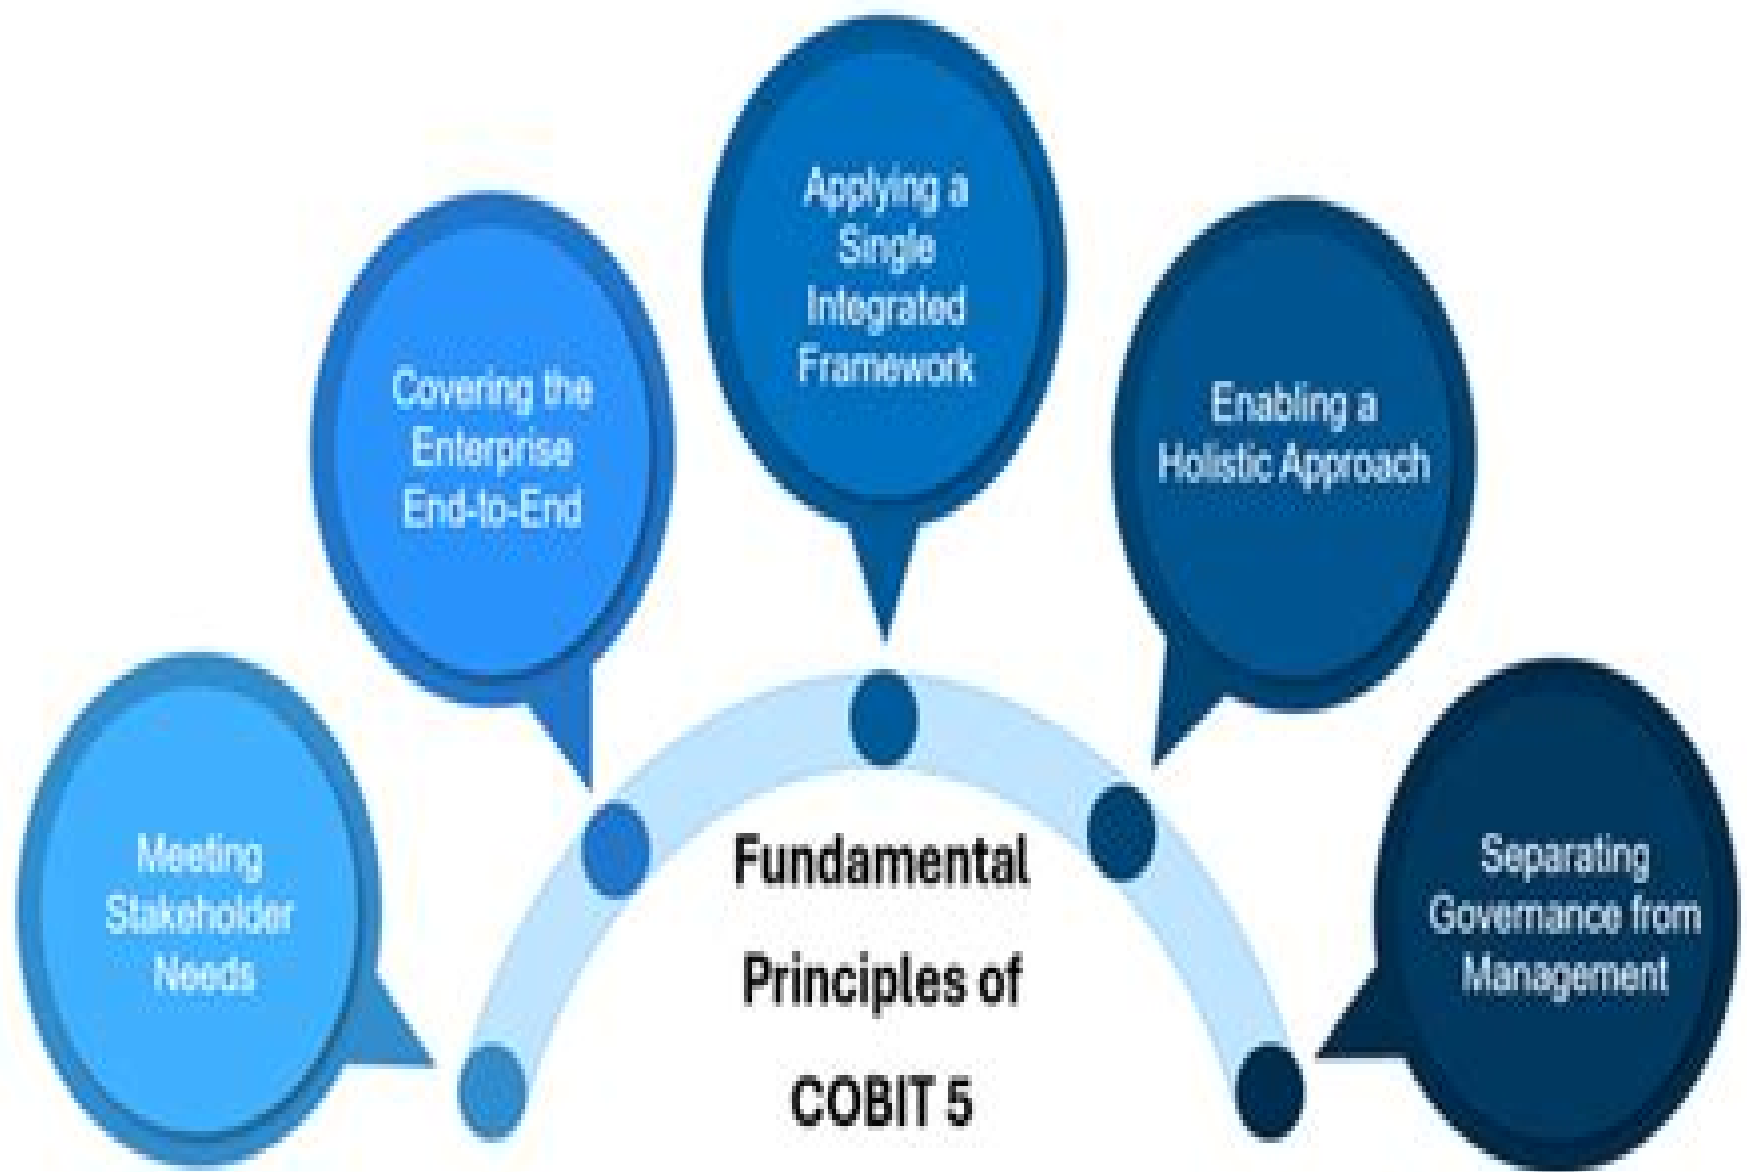 Meeting
Stakeholder
Needs
Covering the
Enterprise
End-to-End
Applying a
Single
Integrated
Framework
Enabling a
Holistic Approach
Separating
Governance from
Management
Fundamental
Principles of
COBIT 5